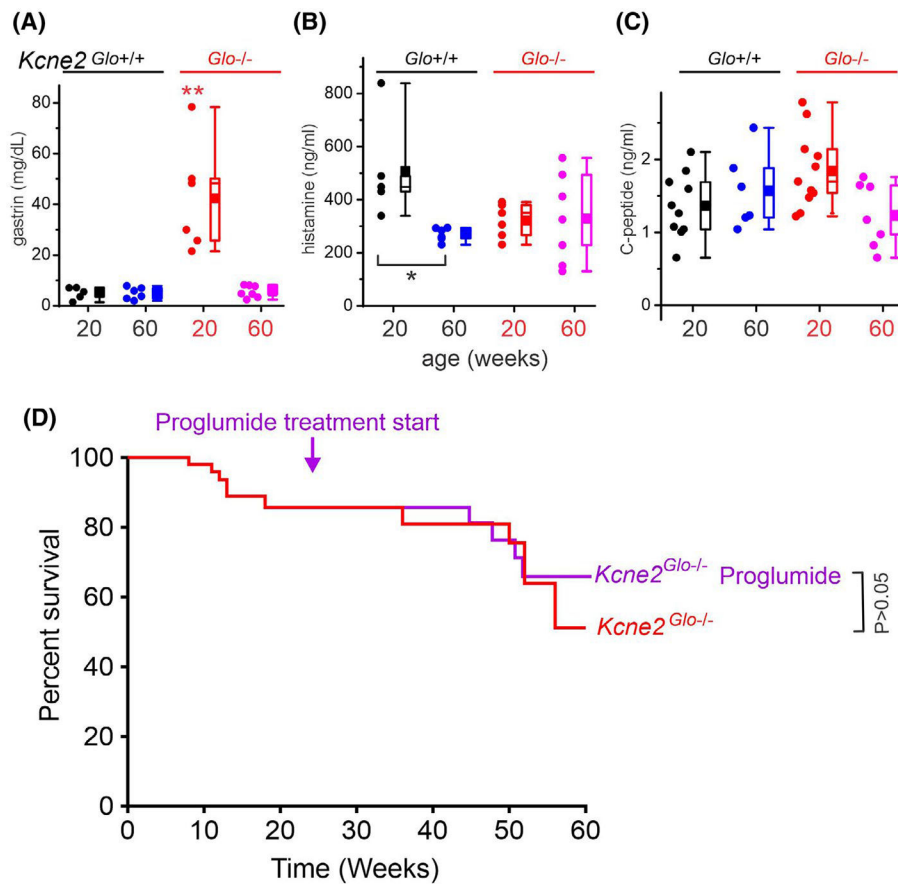 (A)
Kcne2 Glo+/+
Glo-/-
gastrin (mg/dL)
80
60
40
20
0
**
20
60
20
60
(B)
Glo+/+
Glo-/-
histamine (ng/ml)
800
600
400
200
0
*
20
60
20
60
age (weeks)
(C)
Glo+/+
Glo-/-
C-peptide (ng/ml)
2
1
0
20
60
20
60
(D)
Proglumide treatment start
Percent survival
100
80
60
40
20
0
0
10
20
30
40
50
60
Time (Weeks)
Kcne2Glo-/- Proglumide
Kcne2Glo-/-
P>0.05